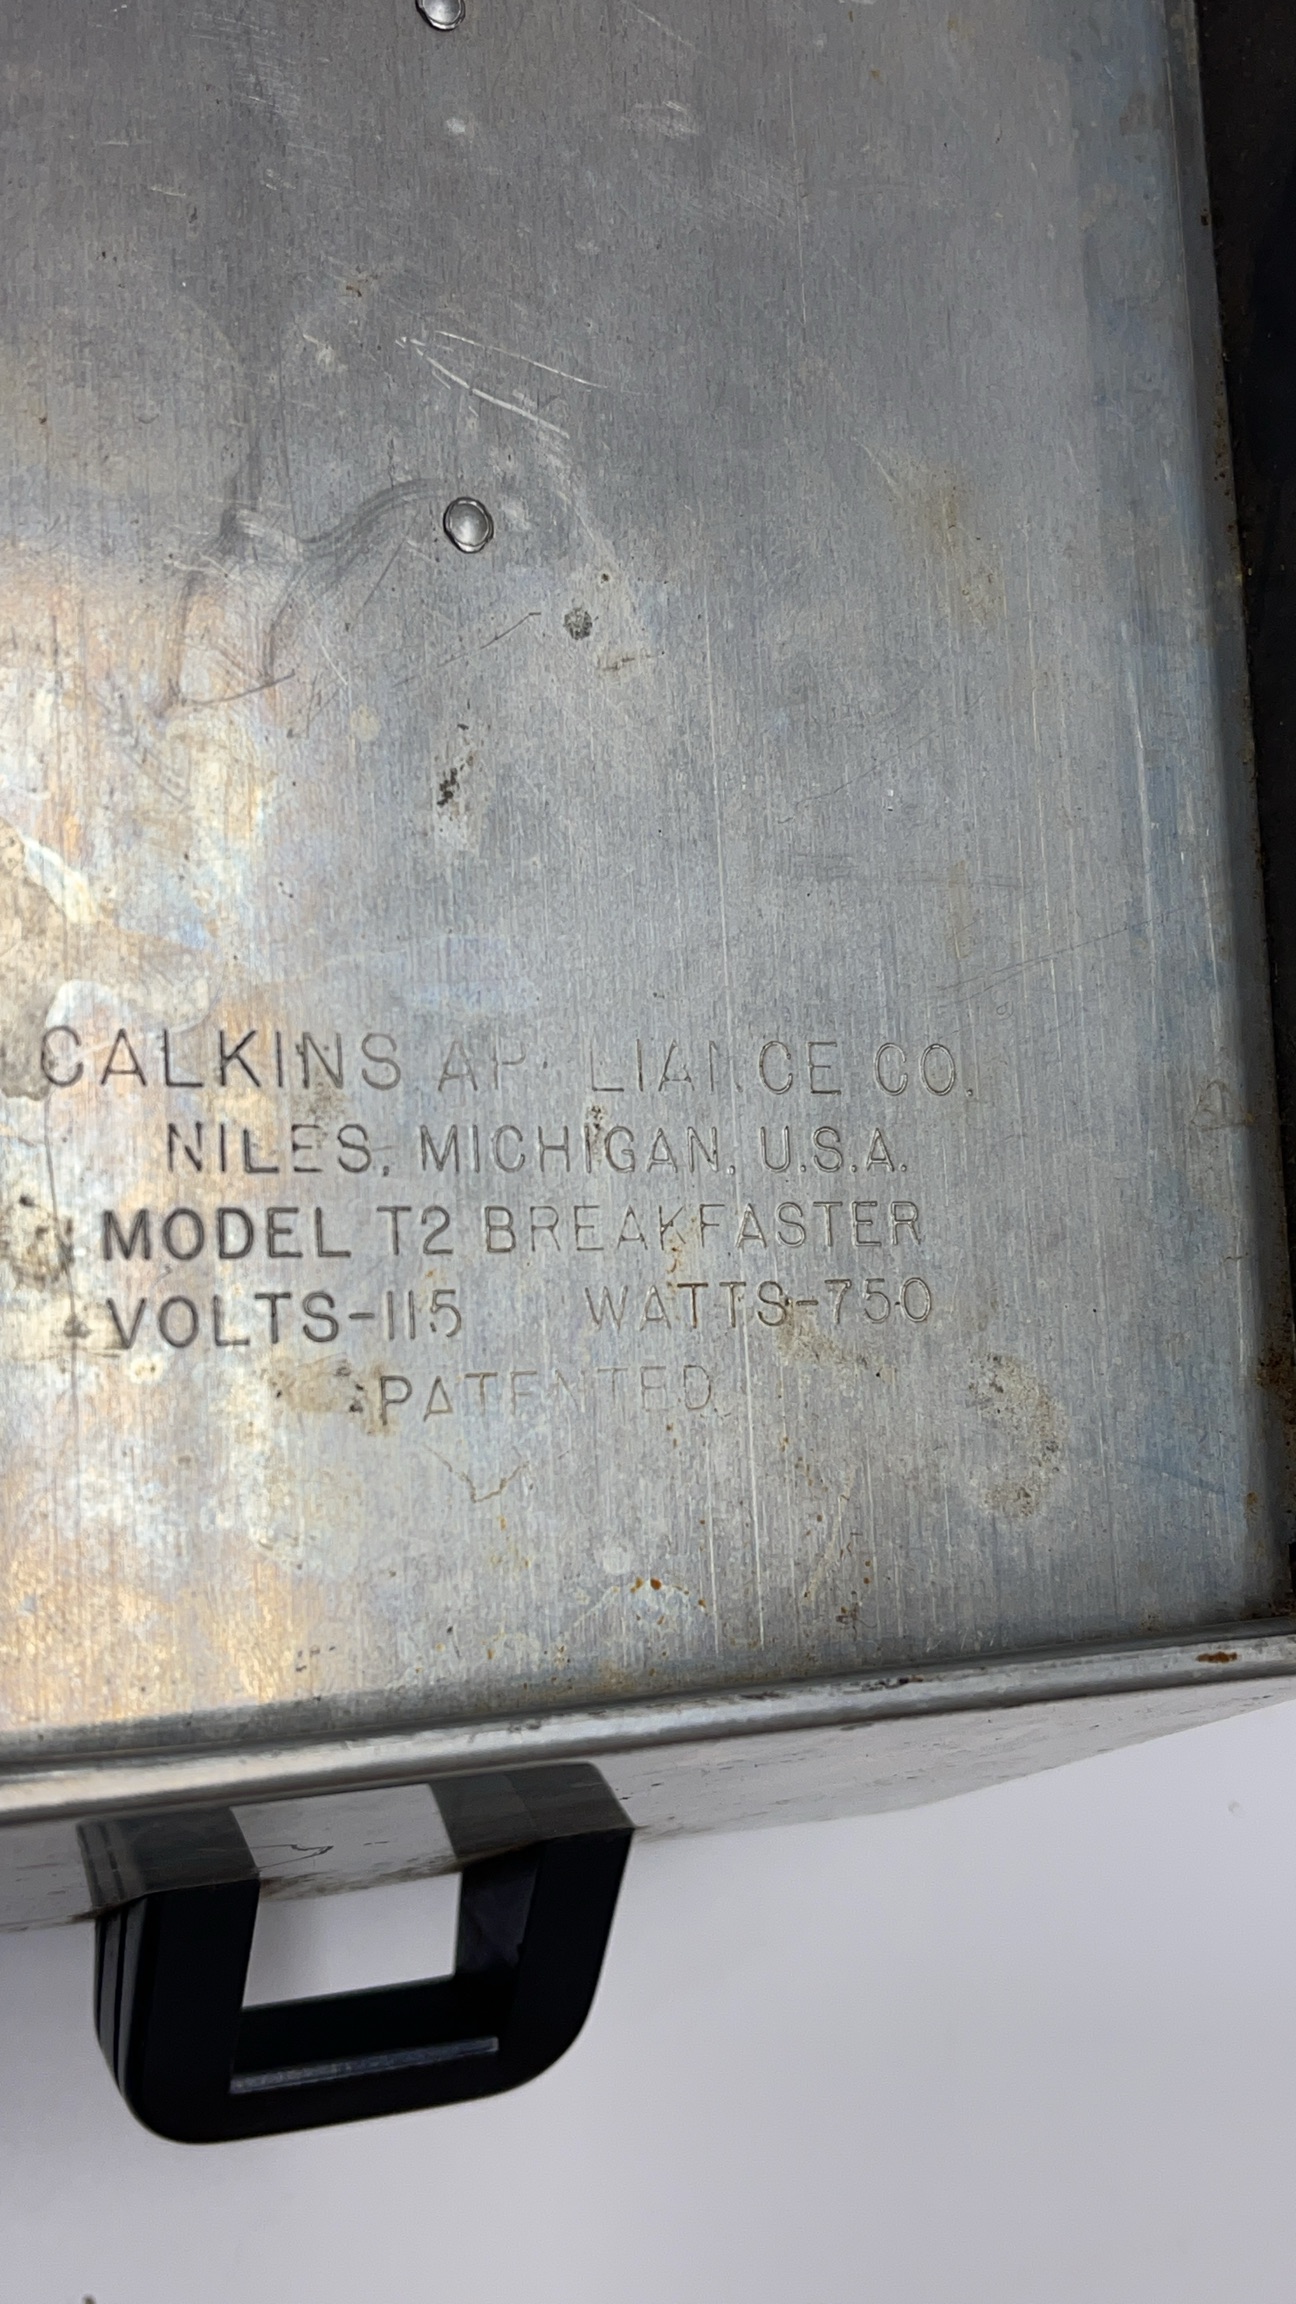 CALKINS APPLIANCE CO.
NILES, MICHIGAN, U.S.A.
MODEL T2 BREAKFASTER
VOLTS-115 WATTS-750
PATENTED